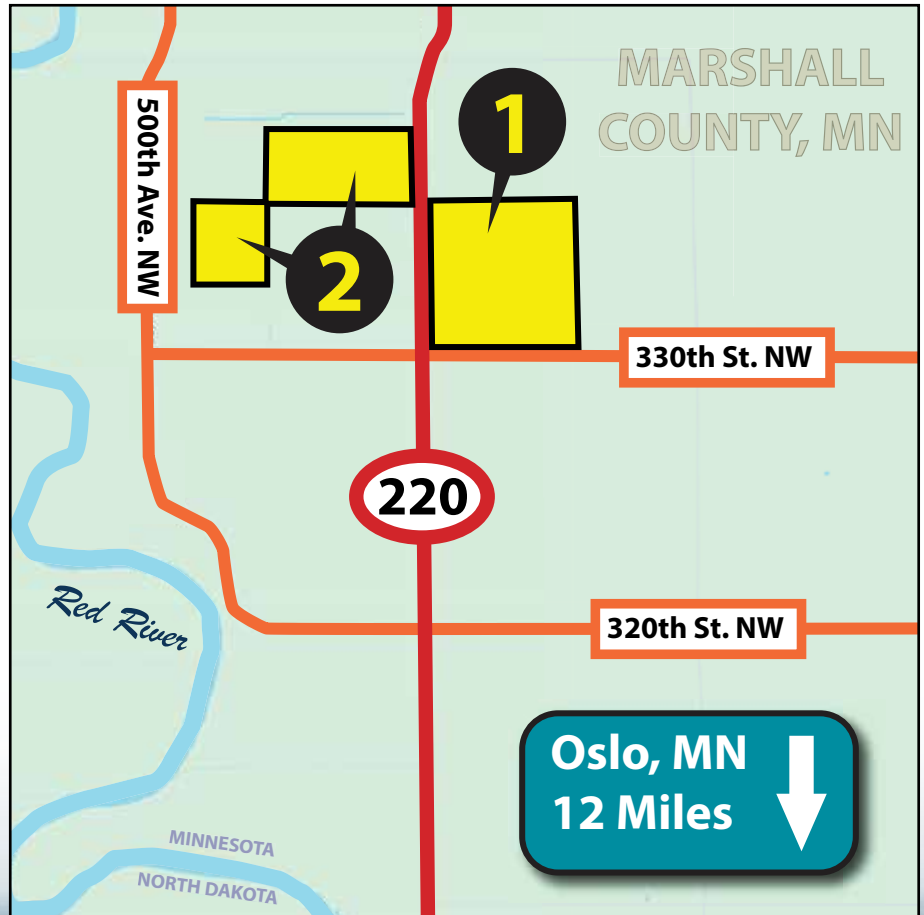 MARSHALL
COUNTY, MN
1
500th Ave. NW
2
330th St. NW
220
Red River
320th St. NW
Oslo, MN
12 Miles
MINNESOTA
NORTH DAKOTA